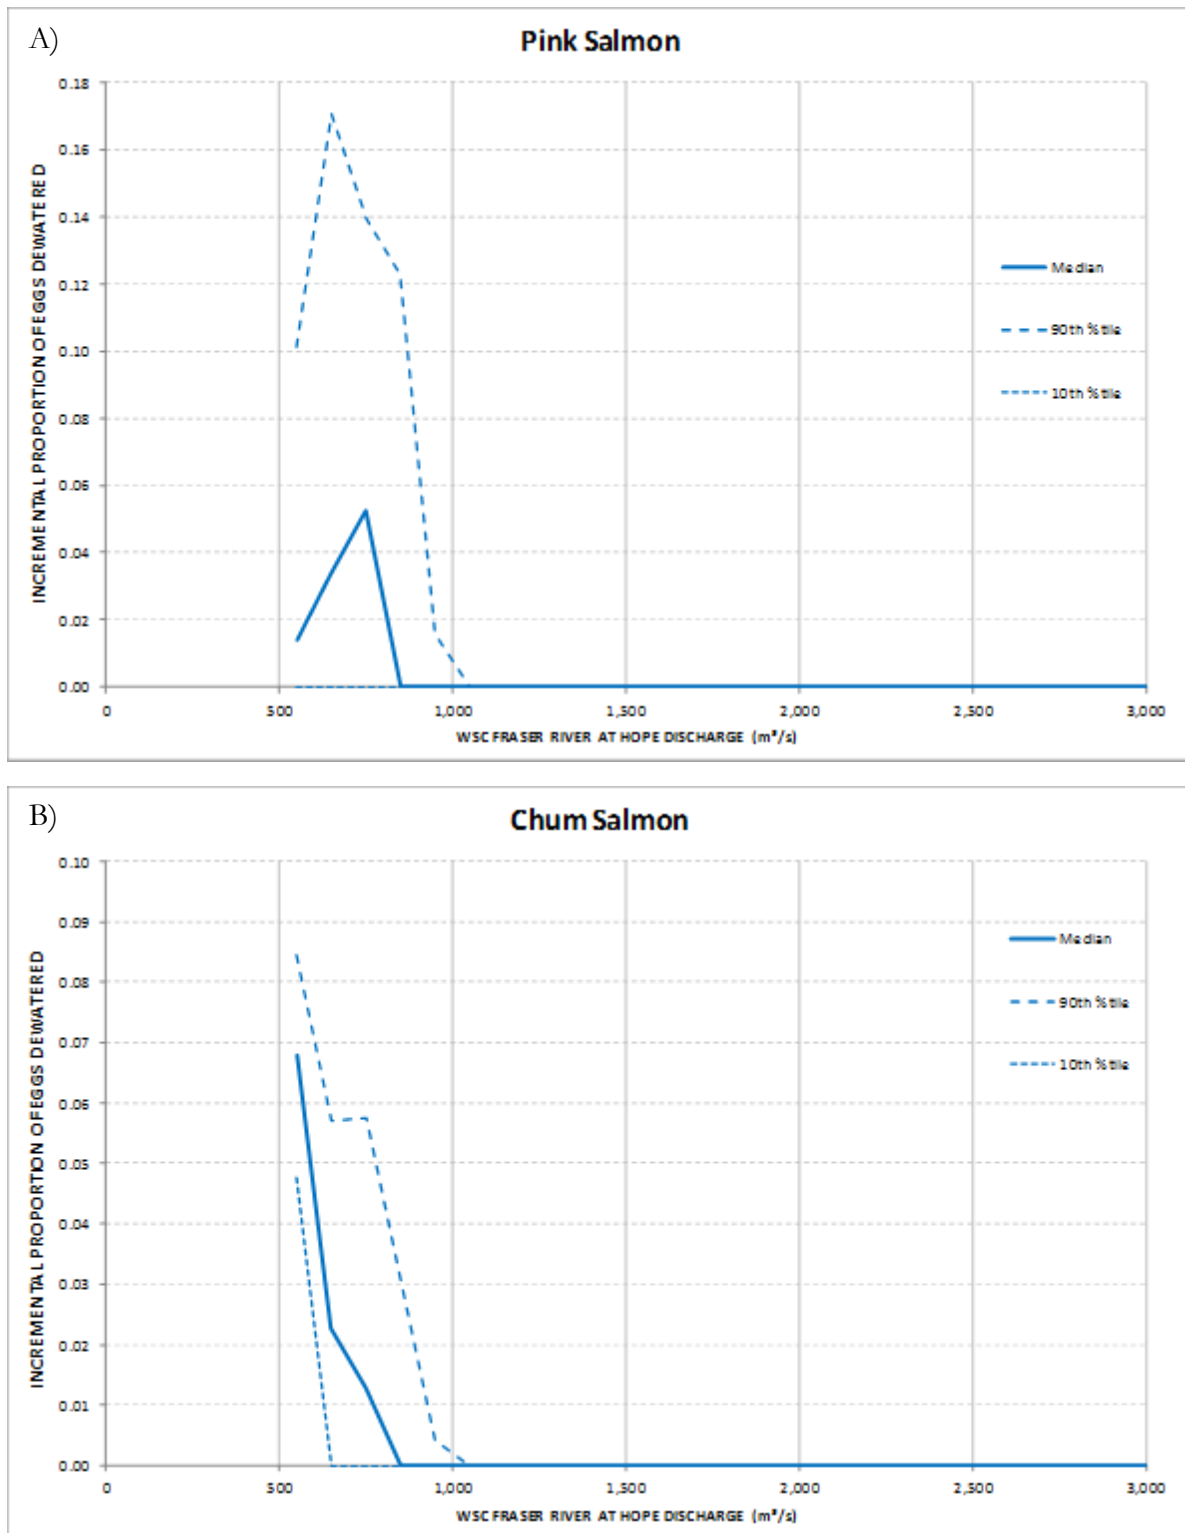 A)
Pink Salmon
INCREMENTAL PROPORTION OF EGGS DEWATERED
0.18
0.16
0.14
0.12
0.10
0.08
0.06
0.04
0.02
0.00
Median
90th %tile
10th %tile
0 500 1,000 1,500 2,000 2,500 3,000
WSC FRASER RIVER AT HOPE DISCHARGE (m³/s)
B)
Chum Salmon
INCREMENTAL PROPORTION OF EGGS DEWATERED
0.10
0.09
0.08
0.07
0.06
0.05
0.04
0.03
0.02
0.01
0.00
Median
90th %tile
10th %tile
0 500 1,000 1,500 2,000 2,500 3,000
WSC FRASER RIVER AT HOPE DISCHARGE (m³/s)